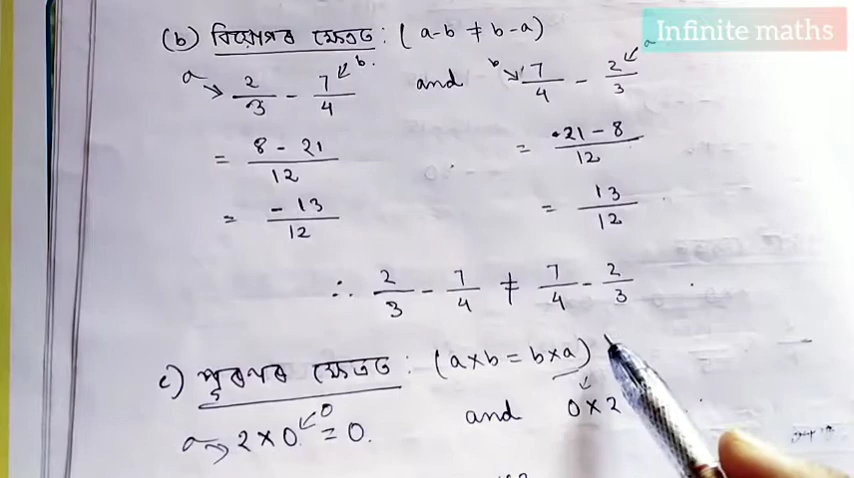 Infinite maths
(b) বিয়োগৰ ক্ষেত্ৰত : (a-b ≠ b-a)
a → 2/3 - 7/4 ← b. and b → 7/4 - 2/3 ← a
= 8 - 21/12 = 21 - 8/12
= -13/12 = 13/12
∴ 2/3 - 7/4 ≠ 7/4 - 2/3
c) পূৰণৰ ক্ষেত্ৰত : (a×b = b×a)
a → 2×0 ← 0 = 0. and 0×2